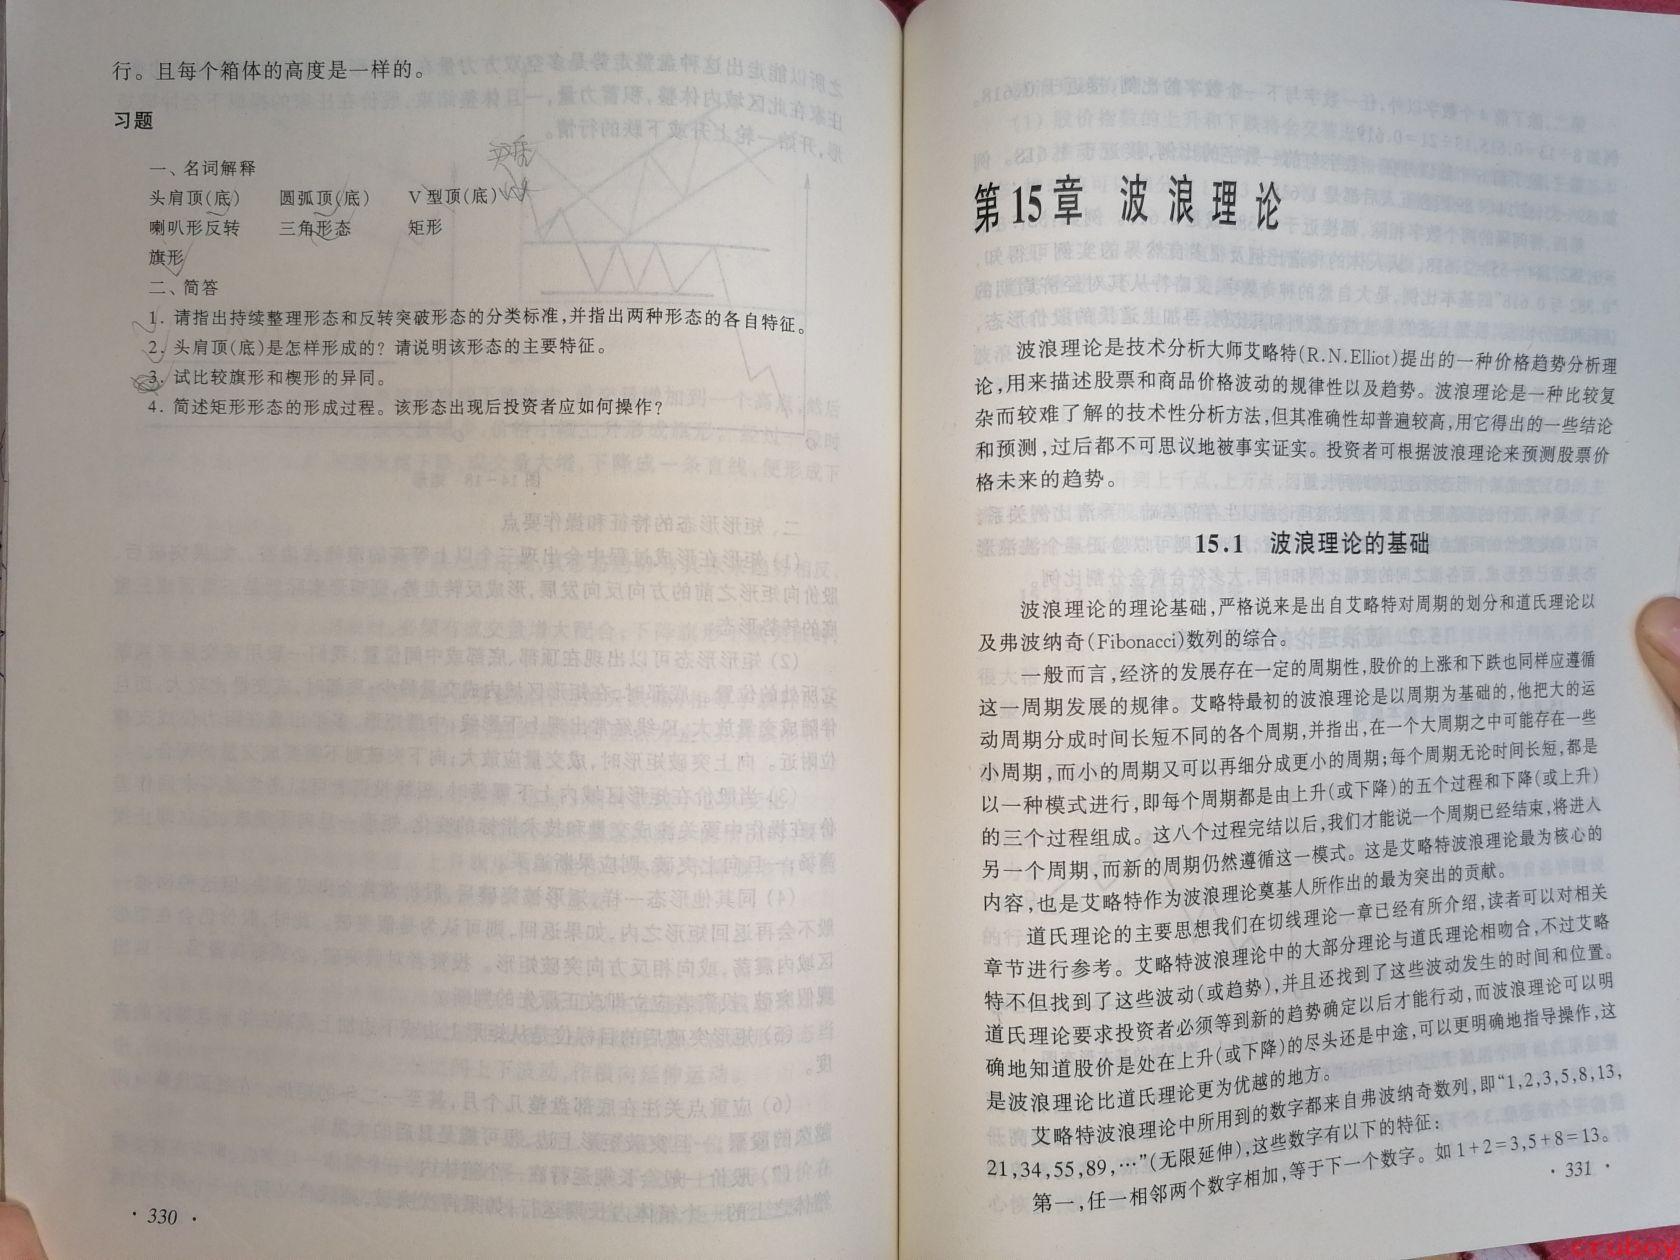 行。且每个箱体的高度是一样的。
习题
一、名词解释
头肩顶(底) 圆弧顶(底) V型顶(底)
喇叭形反转 三角形态 矩形
旗形
二、简答
1. 请指出持续整理形态和反转突破形态的分类标准,并指出两种形态的各自特征。
2. 头肩顶(底)是怎样形成的？请说明该形态的主要特征。
3. 试比较旗形和楔形的异同。
4. 简述矩形形态的形成过程。该形态出现后投资者应如何操作？
· 330 ·
第15章 波浪理论
波浪理论是技术分析大师艾略特(R.N.Elliot)提出的一种价格趋势分析理
论,用来描述股票和商品价格波动的规律性以及趋势。波浪理论是一种比较复
杂而较难了解的技术性分析方法,但其准确性却普遍较高,用它得出的一些结论
和预测,过后都不可思议地被事实证实。投资者可根据波浪理论来预测股票价
格未来的趋势。
15.1 波浪理论的基础
波浪理论的理论基础,严格说来是出自艾略特对周期的划分和道氏理论以
及弗波纳奇(Fibonacci)数列的综合。
一般而言,经济的发展存在一定的周期性,股价的上涨和下跌也同样应遵循
这一周期发展的规律。艾略特最初的波浪理论是以周期为基础的,他把大的运
动周期分成时间长短不同的各个周期,并指出,在一个大周期之中可能存在一些
小周期,而小的周期又可以再细分成更小的周期;每个周期无论时间长短,都是
以一种模式进行,即每个周期都是由上升(或下降)的五个过程和下降(或上升)
的三个过程组成。这八个过程完结以后,我们才能说一个周期已经结束,将进入
另一个周期,而新的周期仍然遵循这一模式。这是艾略特波浪理论最为核心的
内容,也是艾略特作为波浪理论奠基人所作出的最为突出的贡献。
道氏理论的主要思想我们在切线理论一章已经有所介绍,读者可以对相关
章节进行参考。艾略特波浪理论中的大部分理论与道氏理论相吻合,不过艾略
特不但找到了这些波动(或趋势),并且还找到了这些波动发生的时间和位置。
道氏理论要求投资者必须等到新的趋势确定以后才能行动,而波浪理论可以明
确地知道股价是处在上升(或下降)的尽头还是中途,可以更明确地指导操作,这
是波浪理论比道氏理论更为优越的地方。
艾略特波浪理论中所用到的数字都来自弗波纳奇数列,即“1,2,3,5,8,13,
21,34,55,89,…”(无限延伸),这些数字有以下的特征:
第一,任一相邻两个数字相加,等于下一个数字。如1+2=3,5+8=13。
· 331 ·